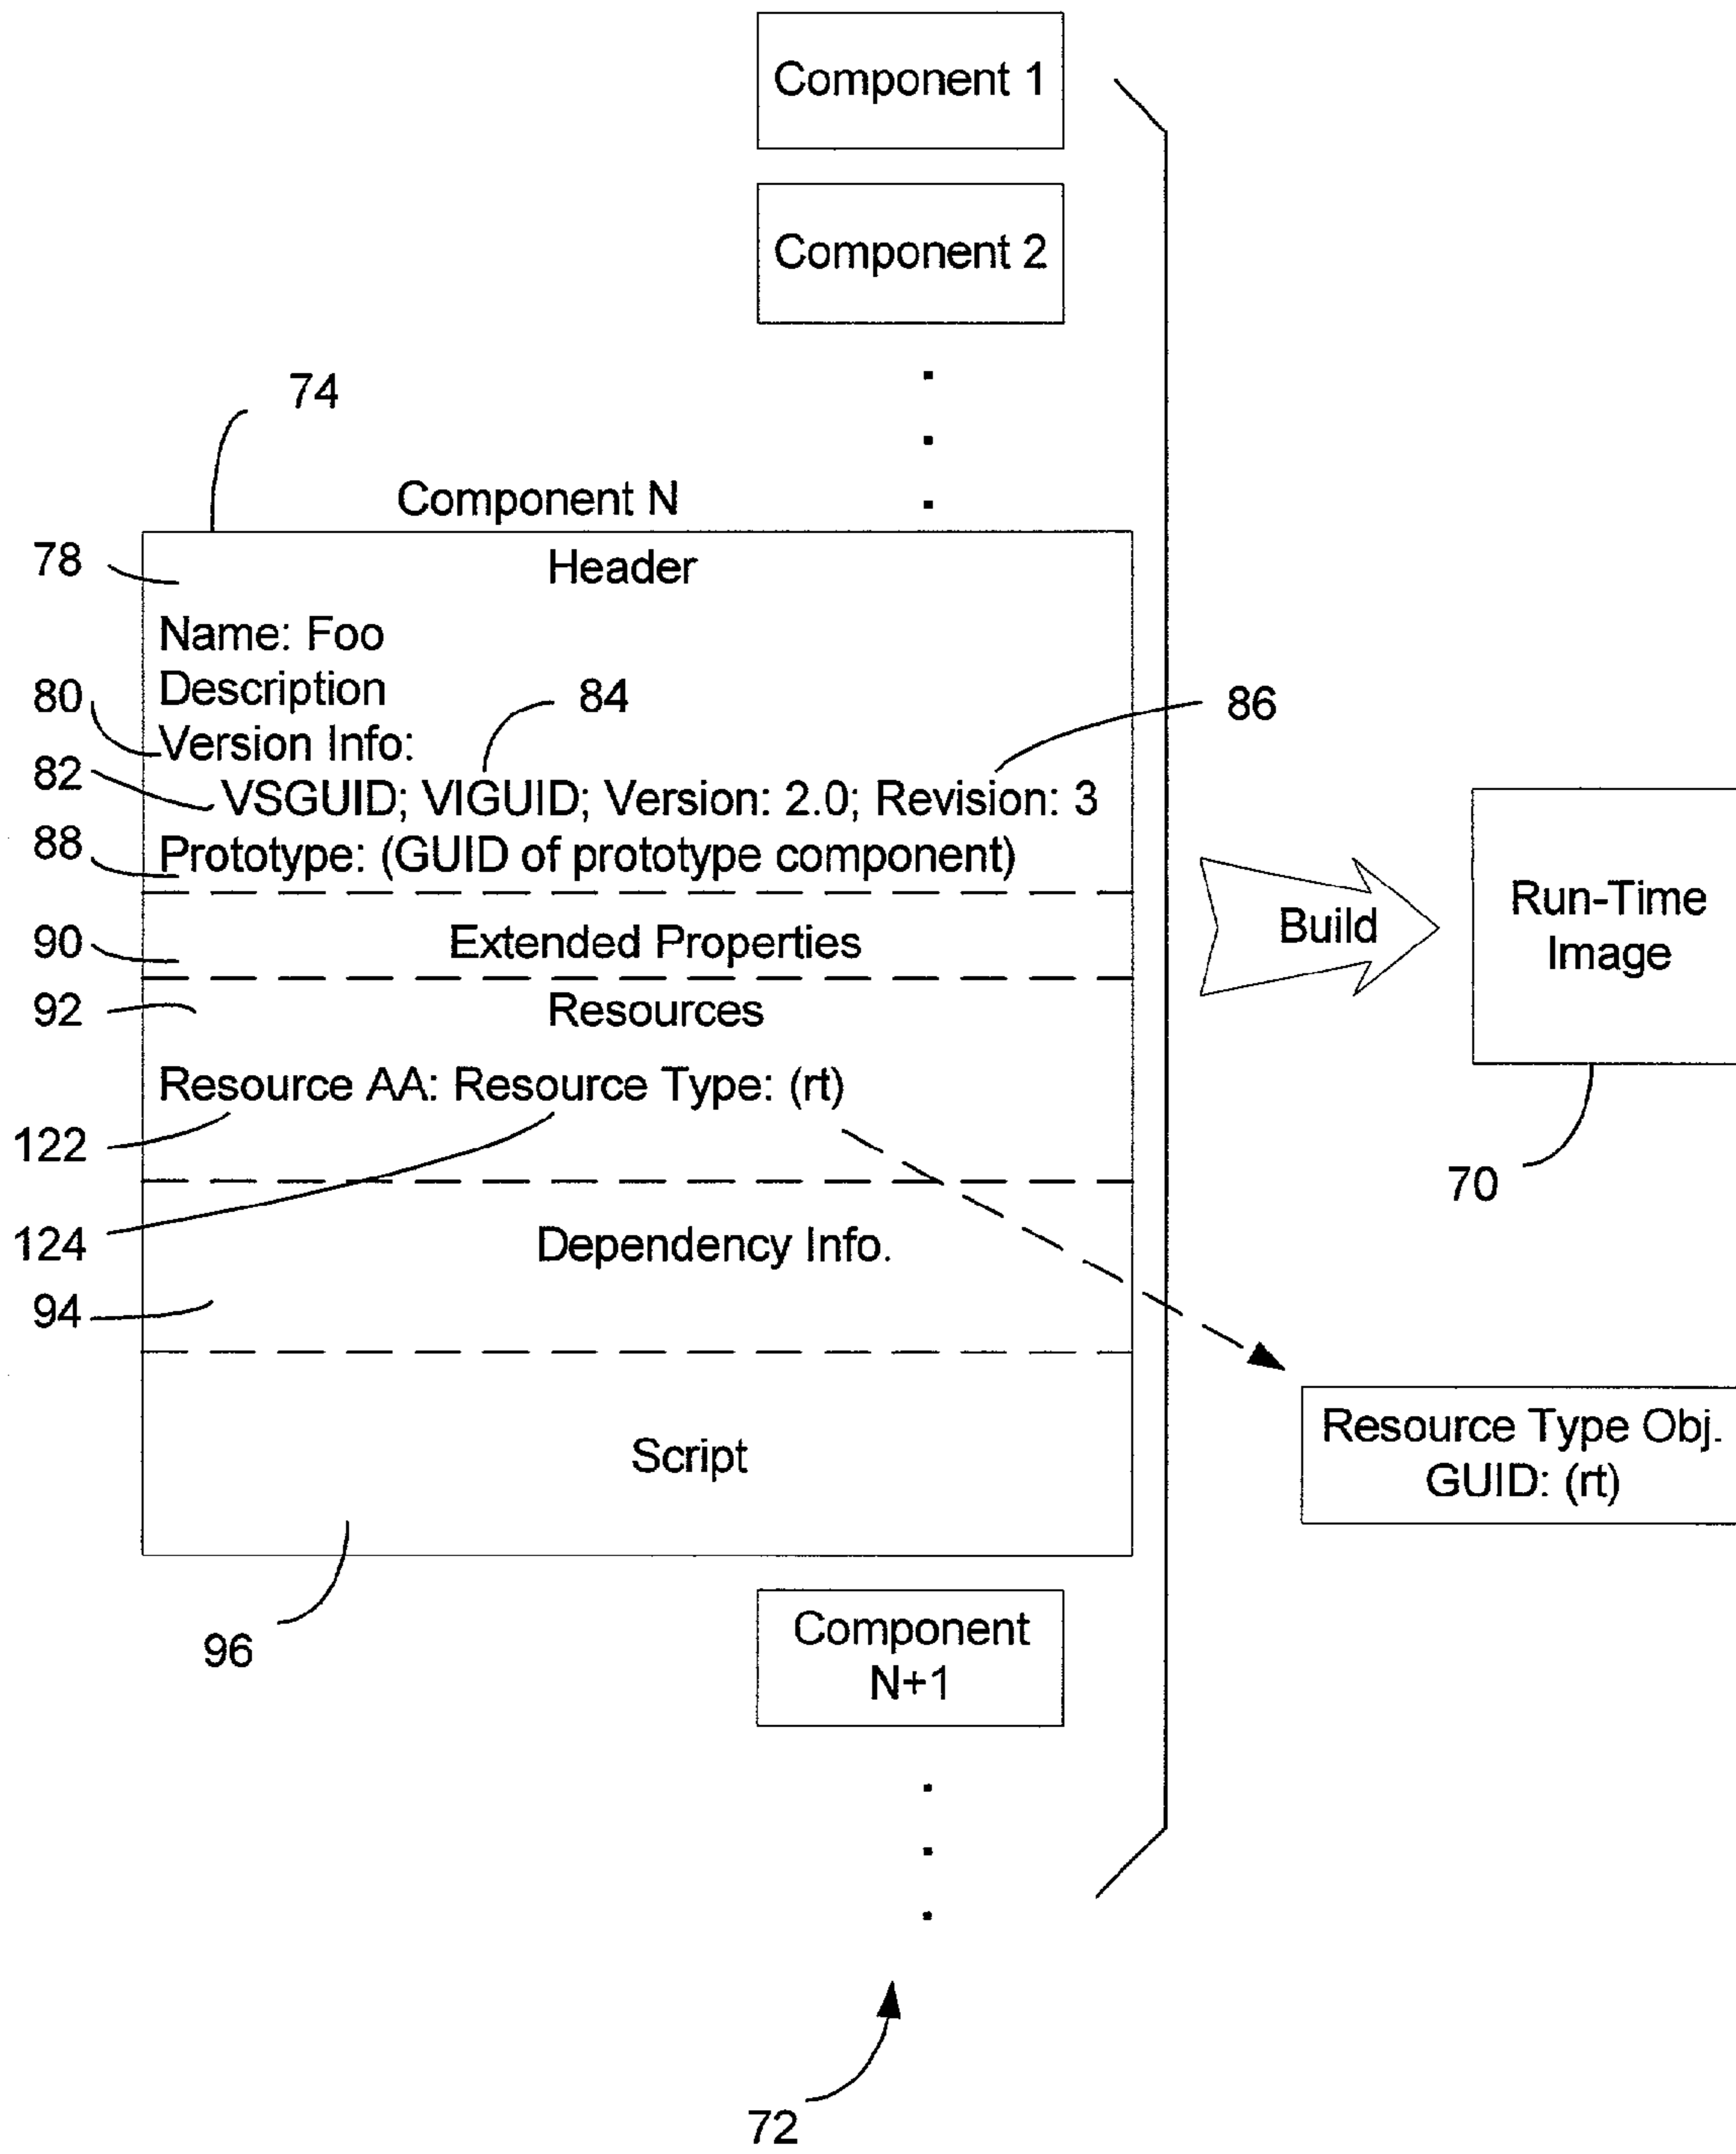 Component 1
Component 2
74
Component N
78
Header
Name: Foo
Description
80
84
86
Version Info:
82
VSGUID; VIGUID; Version: 2.0; Revision: 3
88
Prototype: (GUID of prototype component)
90
Extended Properties
Build
Run-Time
Image
92
Resources
Resource AA: Resource Type: (rt)
122
70
124
Dependency Info.
94
Resource Type Obj.
GUID: (rt)
Script
96
Component
N+1
72